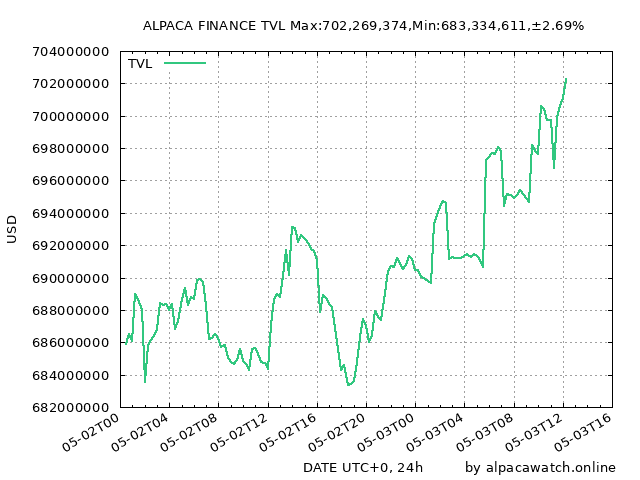 ALPACA FINANCE TVL Max:702,269,374,Min:683,334,611,±2.69%
704000000
702000000
700000000
698000000
696000000
694000000
692000000
690000000
688000000
686000000
684000000
682000000
USD
TVL
05-02T00
05-02T04
05-02T08
05-02T12
05-02T16
05-02T20
05-03T00
05-03T04
05-03T08
05-03T12
05-03T16
DATE UTC+0, 24h
by alpacawatch.online